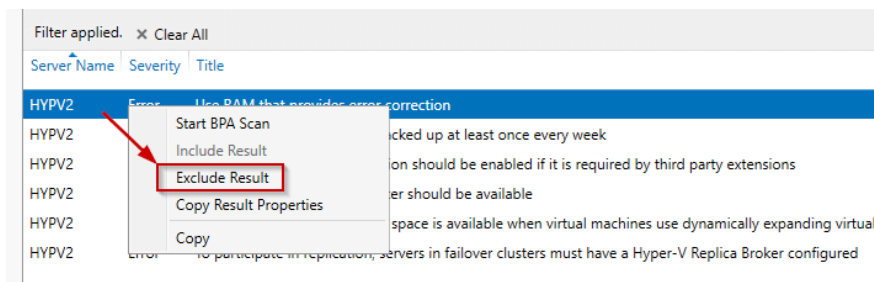 Filter applied. × Clear All
Server Name Severity Title
HYPV2 Error Use RAM that provides error correction
HYPV2 cked up at least once every week
HYPV2 ion should be enabled if it is required by third party extensions
HYPV2 er should be available
HYPV2 space is available when virtual machines use dynamically expanding virtual
HYPV2 Error To participate in replication, servers in failover clusters must have a Hyper-V Replica Broker configured
Start BPA Scan
Include Result
Exclude Result
Copy Result Properties
Copy